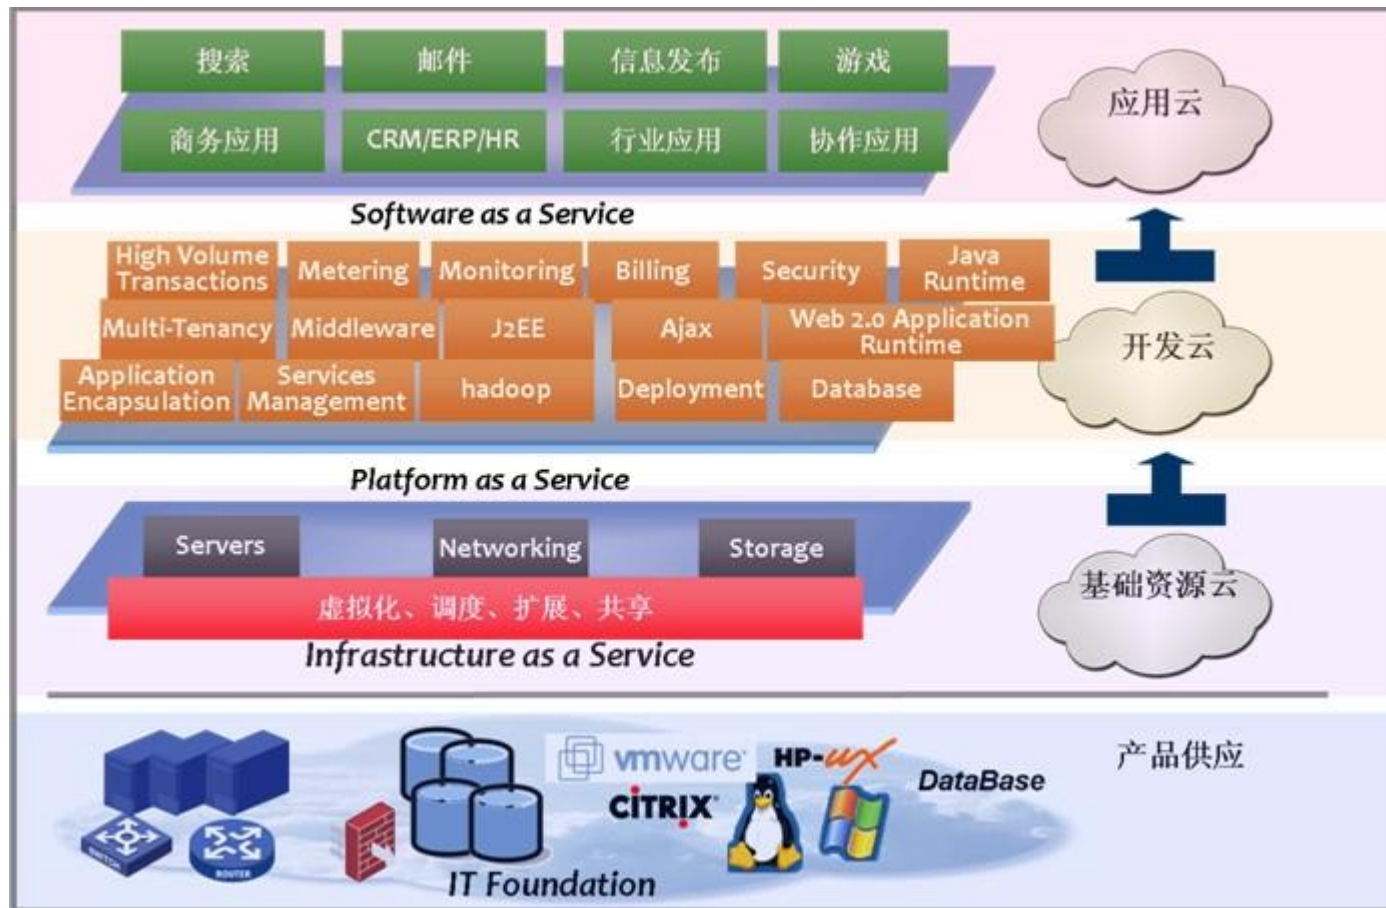 搜索
邮件
信息发布
游戏
商务应用
CRM/ERP/HR
行业应用
协作应用
应用云
Software as a Service
High Volume
Transactions
Metering
Monitoring
Billing
Security
Java
Runtime
Multi-Tenancy
Middleware
J2EE
Ajax
Web 2.0 Application
Runtime
Application
Encapsulation
Services
Management
hadoop
Deployment
Database
开发云
Platform as a Service
Servers
Networking
Storage
虚拟化、调度、扩展、共享
基础资源云
Infrastructure as a Service
产品供应
vmware
HP-UX
DataBase
CITRIX
SWITCH
ROUTER
IT Foundation